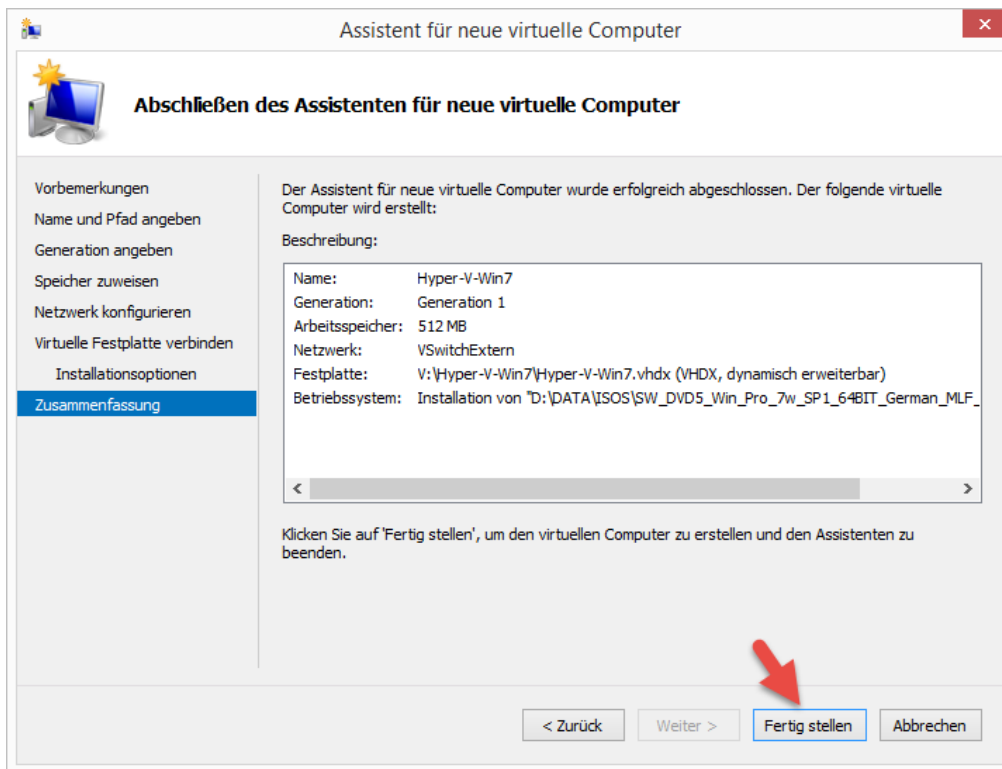 Assistent für neue virtuelle Computer
Abschließen des Assistenten für neue virtuelle Computer
Vorbemerkungen
Name und Pfad angeben
Generation angeben
Speicher zuweisen
Netzwerk konfigurieren
Virtuelle Festplatte verbinden
Installationsoptionen
Zusammenfassung
Der Assistent für neue virtuelle Computer wurde erfolgreich abgeschlossen. Der folgende virtuelle
Computer wird erstellt:
Beschreibung:
Name: Hyper-V-Win7
Generation: Generation 1
Arbeitsspeicher: 512 MB
Netzwerk: VSwitchExtern
Festplatte: V:\Hyper-V-Win7\Hyper-V-Win7.vhdx (VHDX, dynamisch erweiterbar)
Betriebssystem: Installation von "D:\DATA\ISOS\SW_DVD5_Win_Pro_7w_SP1_64BIT_German_MLF_
Klicken Sie auf 'Fertig stellen', um den virtuellen Computer zu erstellen und den Assistenten zu
beenden.
< Zurück Weiter > Fertig stellen Abbrechen